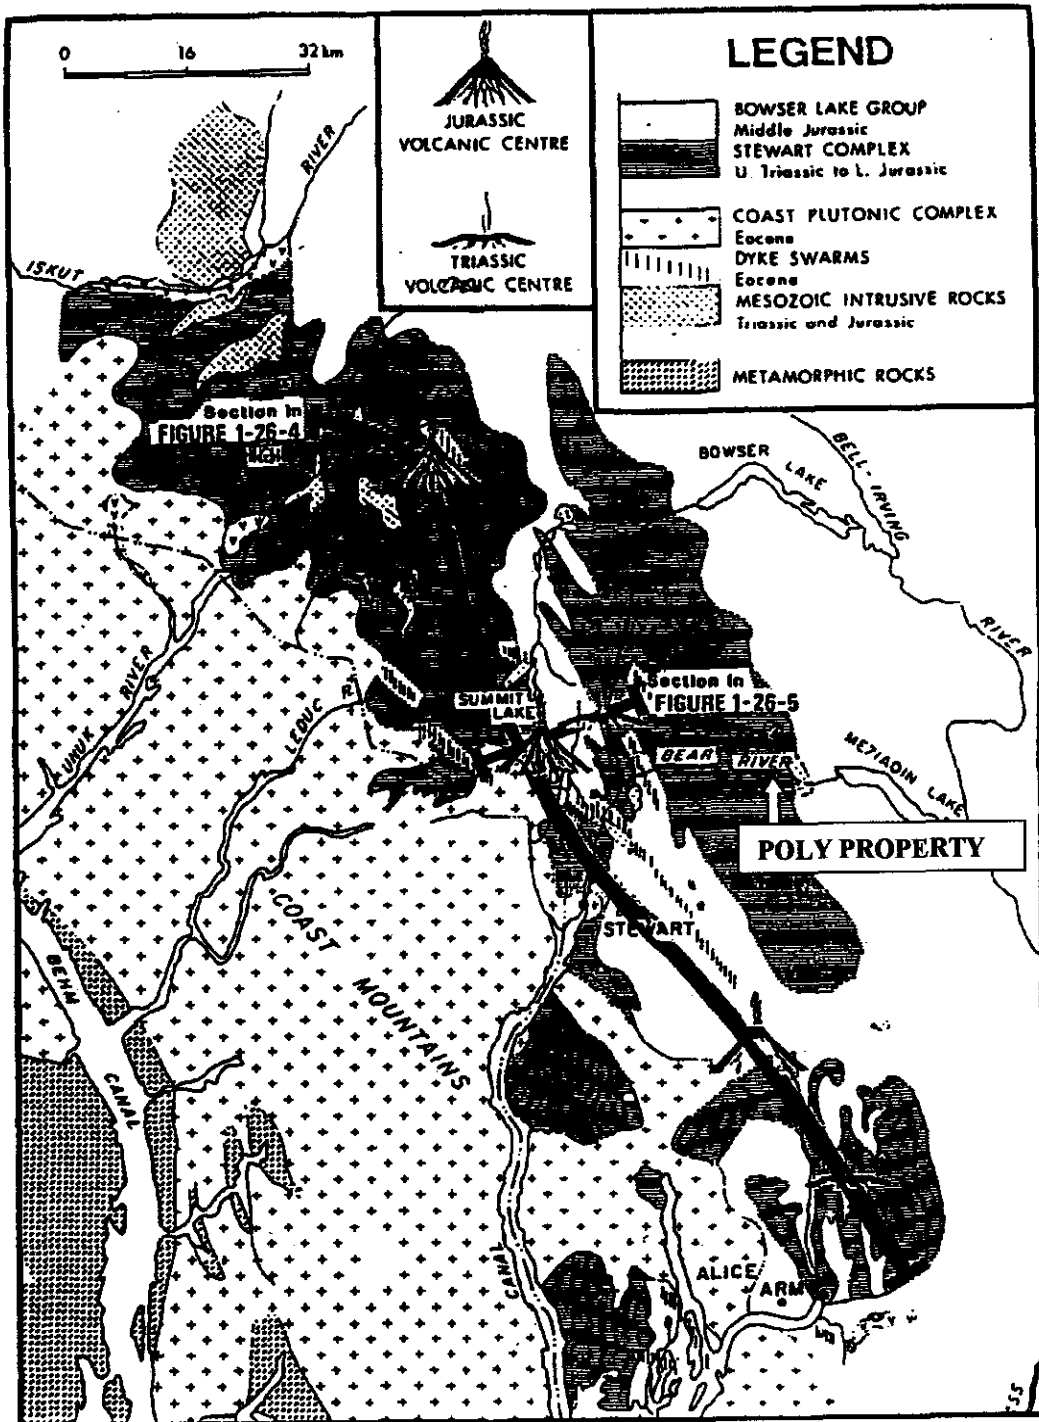 0 16 32 km
JURASSIC
VOLCANIC CENTRE
TRIASSIC
VOLCANIC CENTRE
LEGEND
BOWSER LAKE GROUP
Middle Jurassic
STEWART COMPLEX
U. Triassic to L. Jurassic
COAST PLUTONIC COMPLEX
Eocene
DYKE SWARMS
Eocene
MESOZOIC INTRUSIVE ROCKS
Triassic and Jurassic
METAMORPHIC ROCKS
ISKUT
RIVER
Section in
FIGURE 1-26-4
BOWSER
LAKE
BELL-IRVING
RIVER
UNUK
RIVER
LEDUC
R.
SUMMIT
LAKE
Section in
FIGURE 1-26-5
BEAR RIVER
MEZIADIN
LAKE
POLY PROPERTY
STEWART
COAST
MOUNTAINS
BEHM
CANAL
CANAL
ALICE
ARM